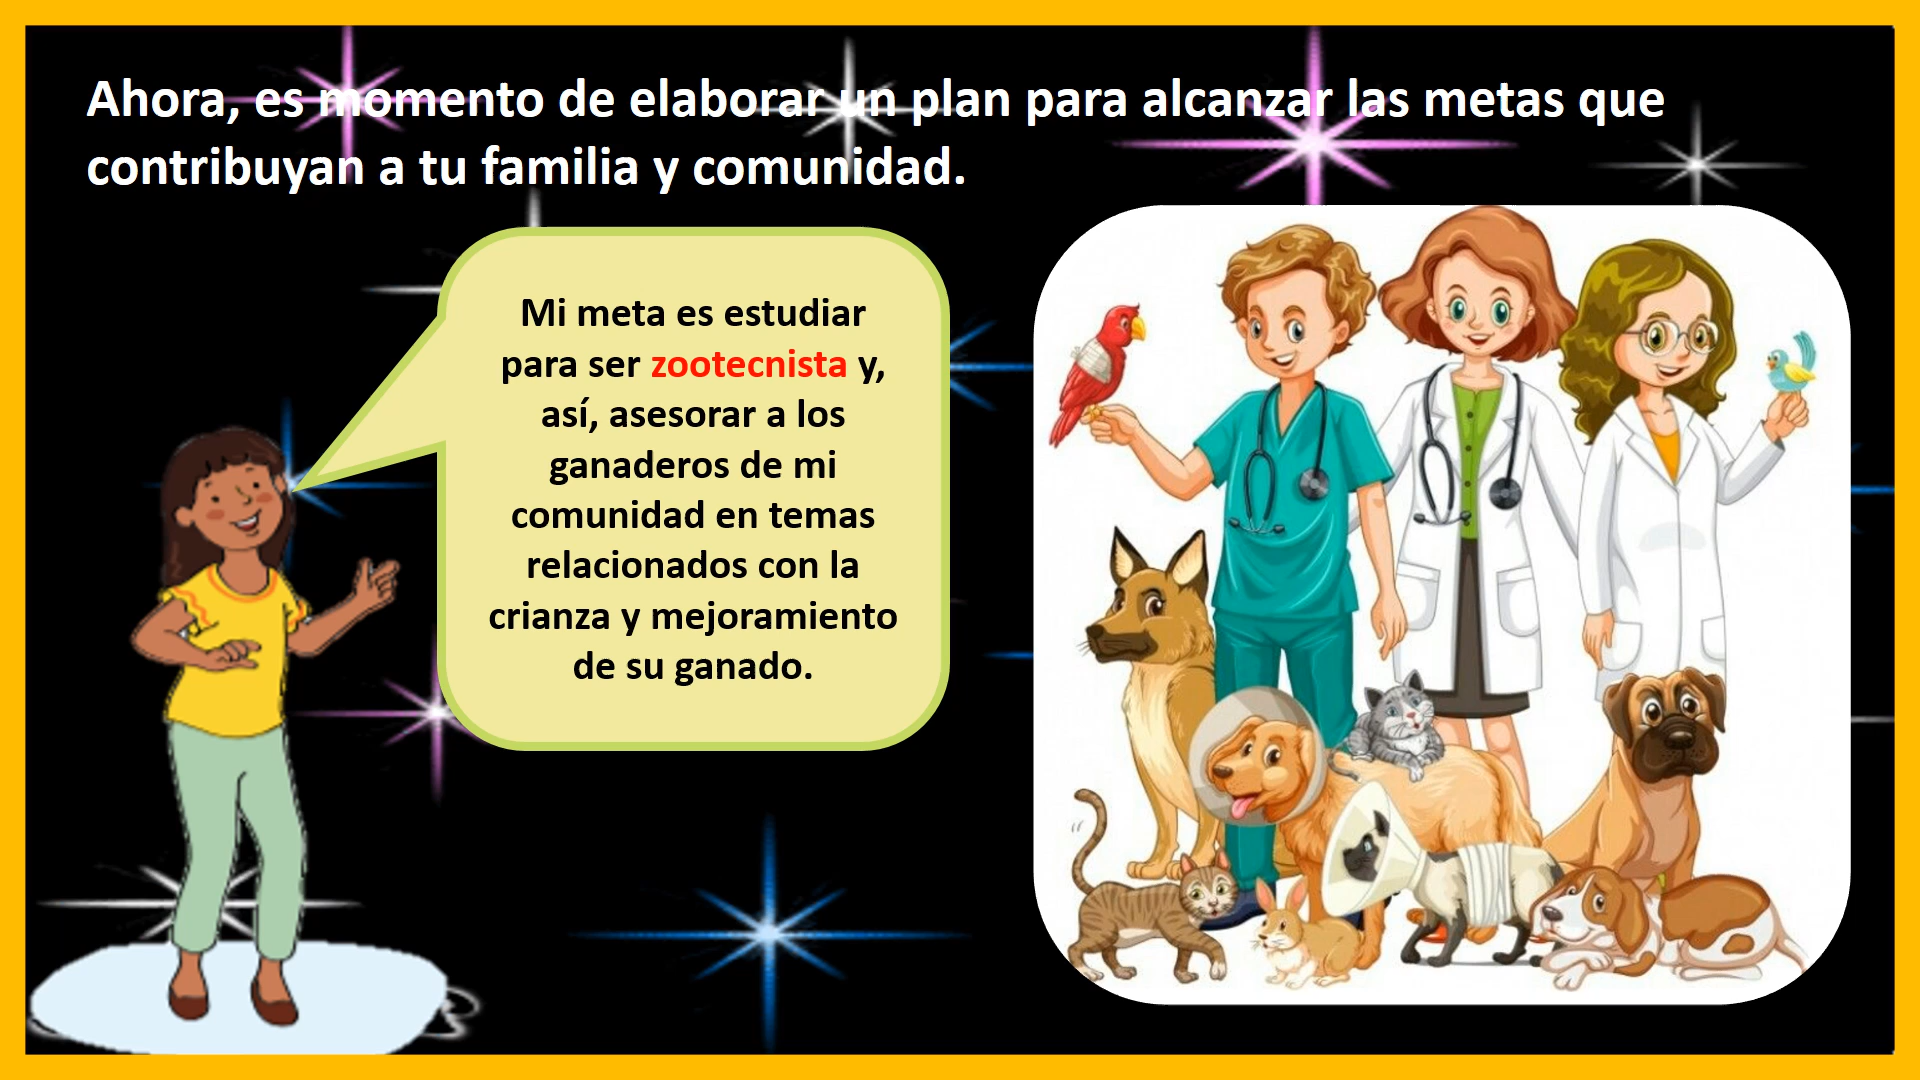 Ahora, es momento de elaborar un plan para alcanzar las metas que
contribuyan a tu familia y comunidad.
Mi meta es estudiar
para ser zootecnista y,
así, asesorar a los
ganaderos de mi
comunidad en temas
relacionados con la
crianza y mejoramiento
de su ganado.